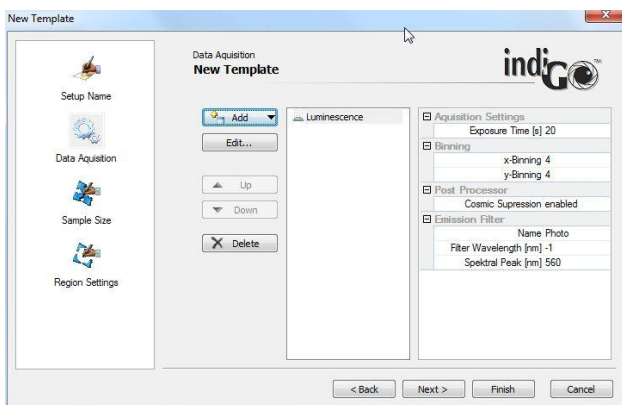 New Template
Setup Name
Data Aquisition
Sample Size
Region Settings
Data Aquisition
New Template
indiGo™
Add
Edit...
Up
Down
Delete
Luminescence
Aquisition Settings
Exposure Time [s] 20
Binning
x-Binning 4
y-Binning 4
Post Processor
Cosmic Supression enabled
Emission Filter
Name Photo
Filter Wavelength [nm] -1
Spektral Peak [nm] 560
< Back
Next >
Finish
Cancel